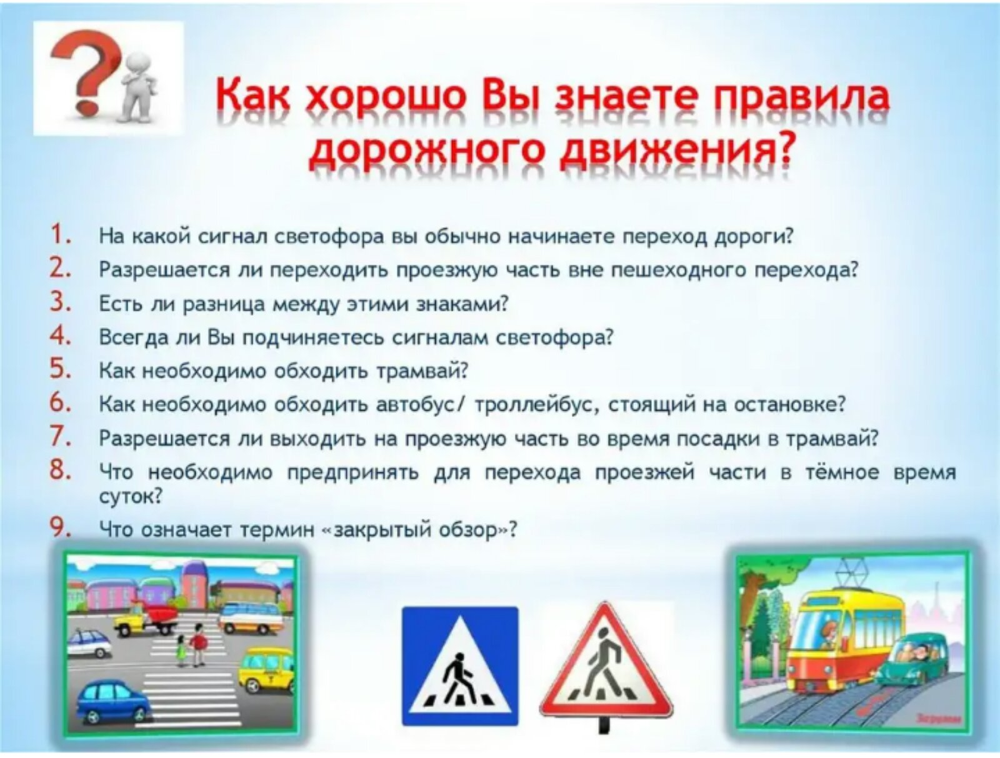 Как хорошо Вы знаете правила
дорожного движения?
1. На какой сигнал светофора вы обычно начинаете переход дороги?
2. Разрешается ли переходить проезжую часть вне пешеходного перехода?
3. Есть ли разница между этими знаками?
4. Всегда ли Вы подчиняетесь сигналам светофора?
5. Как необходимо обходить трамвай?
6. Как необходимо обходить автобус/ троллейбус, стоящий на остановке?
7. Разрешается ли выходить на проезжую часть во время посадки в трамвай?
8. Что необходимо предпринять для перехода проезжей части в тёмное время
суток?
9. Что означает термин «закрытый обзор»?